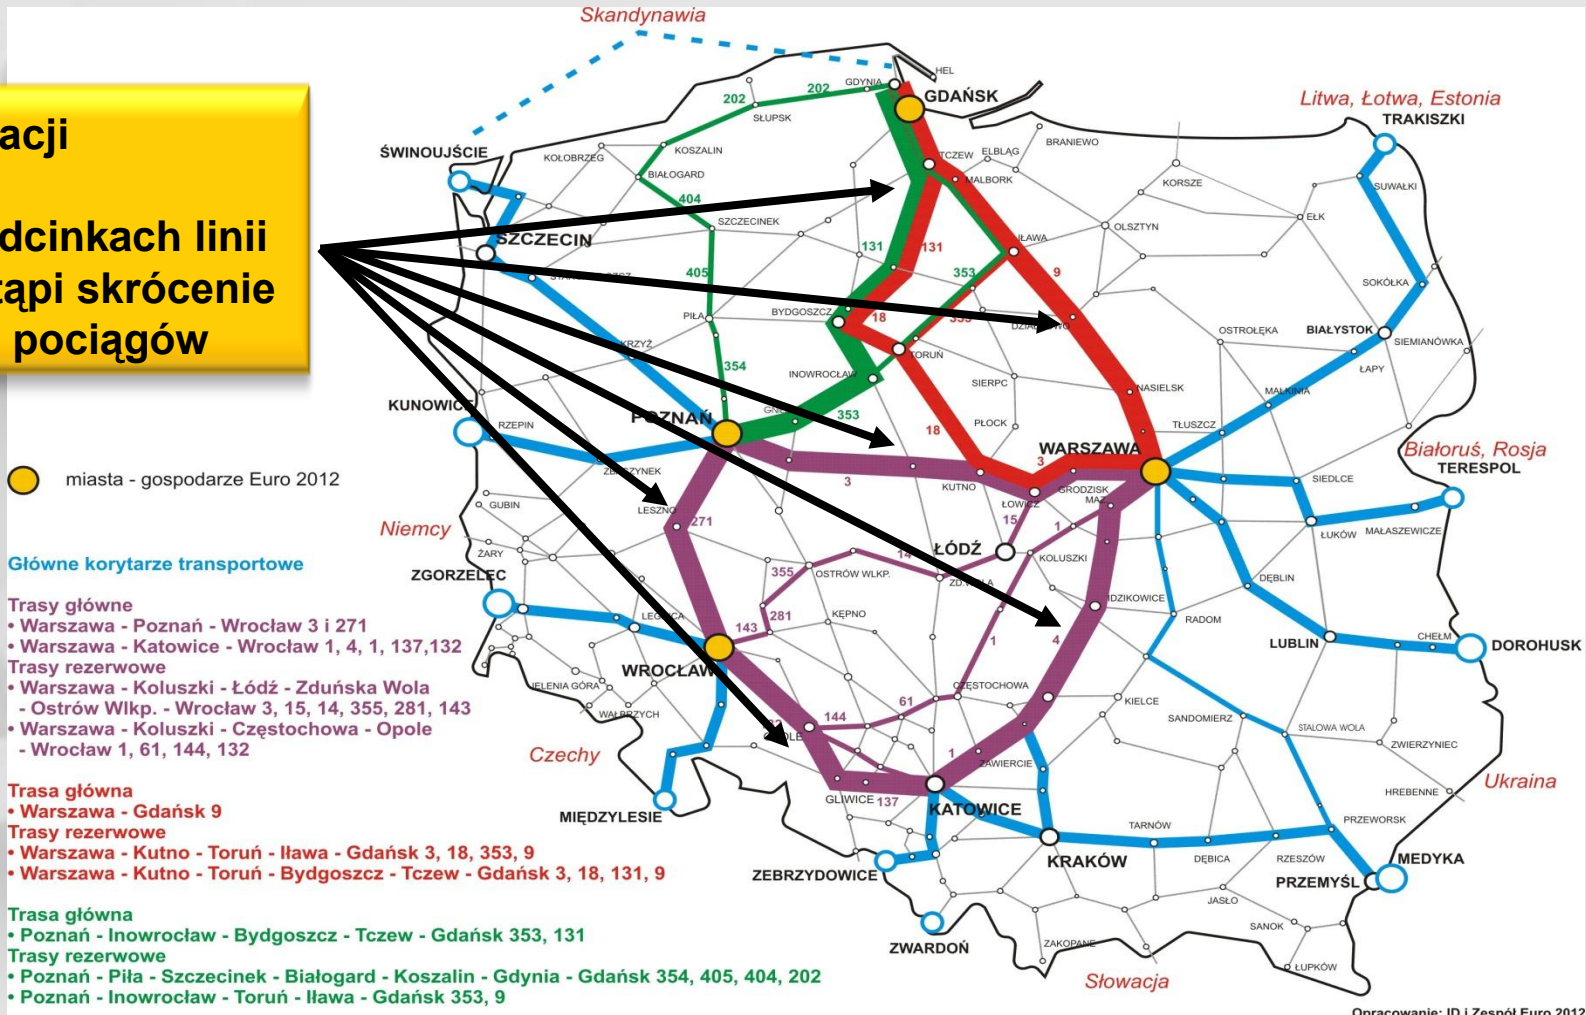 Skandynawia
acji
dcinkach linii
tąpi skrócenie
pociągów
HEL
GDYNIA
GDAŃSK
202
202
SŁUPSK
Litwa, Łotwa, Estonia
TRAKISZKI
ŚWINOUJŚCIE
KOŁOBRZEG
KOSZALIN
BIAŁOGARD
TCZEW
ELBLĄG
BRANIEWO
MALBORK
KORSZE
SUWAŁKI
404
SZCZECINEK
EŁK
OLSZTYN
SZCZECIN
131
131
IŁAWA
405
353
9
SOKÓŁKA
PIŁA
BYDGOSZCZ
18
OSTROŁĘKA
BIAŁYSTOK
SIEMIANÓWKA
KRZYŻ
TORUŃ
ŁAPY
354
INOWROCŁAW
SIERPC
NASIELSK
MAŁKINIA
KUNOWICE
RZEPIN
POZNAŃ
353
18
PŁOCK
TŁUSZCZ
WARSZAWA
Białoruś, Rosja
TERESPOL
miasta - gospodarze Euro 2012
3
3
KUTNO
GRODZISK
MAZ.
ŁOWICZ
SIEDLCE
GUBIN
LESZNO
271
15
1
ŁUKÓW
MAŁASZEWICZE
Niemcy
ŻARY
ŁÓDŹ
KOLUSZKI
Główne korytarze transportowe
ZGORZELEC
355
14
OSTRÓW WLKP.
DĘBLIN
Trasy główne
• Warszawa - Poznań - Wrocław 3 i 271
• Warszawa - Katowice - Wrocław 1, 4, 1, 137,132
Trasy rezerwowe
• Warszawa - Koluszki - Łódź - Zduńska Wola
- Ostrów Wlkp. - Wrocław 3, 15, 14, 355, 281, 143
• Warszawa - Koluszki - Częstochowa - Opole
- Wrocław 1, 61, 144, 132
281
KĘPNO
RADOM
143
1
4
LUBLIN
CHEŁM
DOROHUSK
WROCŁAW
JELENIA GÓRA
WAŁBRZYCH
CZĘSTOCHOWA
61
144
KIELCE
SANDOMIERZ
STALOWA WOLA
ZWIERZYNIEC
Czechy
1
ZAWIERCIE
Ukraina
HREBENNE
Trasa główna
• Warszawa - Gdańsk 9
Trasy rezerwowe
• Warszawa - Kutno - Toruń - Iława - Gdańsk 3, 18, 353, 9
• Warszawa - Kutno - Toruń - Bydgoszcz - Tczew - Gdańsk 3, 18, 131, 9
MIĘDZYLESIE
GLIWICE
137
KATOWICE
TARNÓW
PRZEWORSK
KRAKÓW
DĘBICA
RZESZÓW
MEDYKA
ZEBRZYDOWICE
PRZEMYŚL
JASŁO
SANOK
Trasa główna
• Poznań - Inowrocław - Bydgoszcz - Tczew - Gdańsk 353, 131
Trasy rezerwowe
• Poznań - Piła - Szczecinek - Białogard - Koszalin - Gdynia - Gdańsk 354, 405, 404, 202
• Poznań - Inowrocław - Toruń - Iława - Gdańsk 353, 9
ZWARDOŃ
ZAKOPANE
ŁUPKÓW
Słowacja
Opracowanie: ID i Zespół Euro 2012